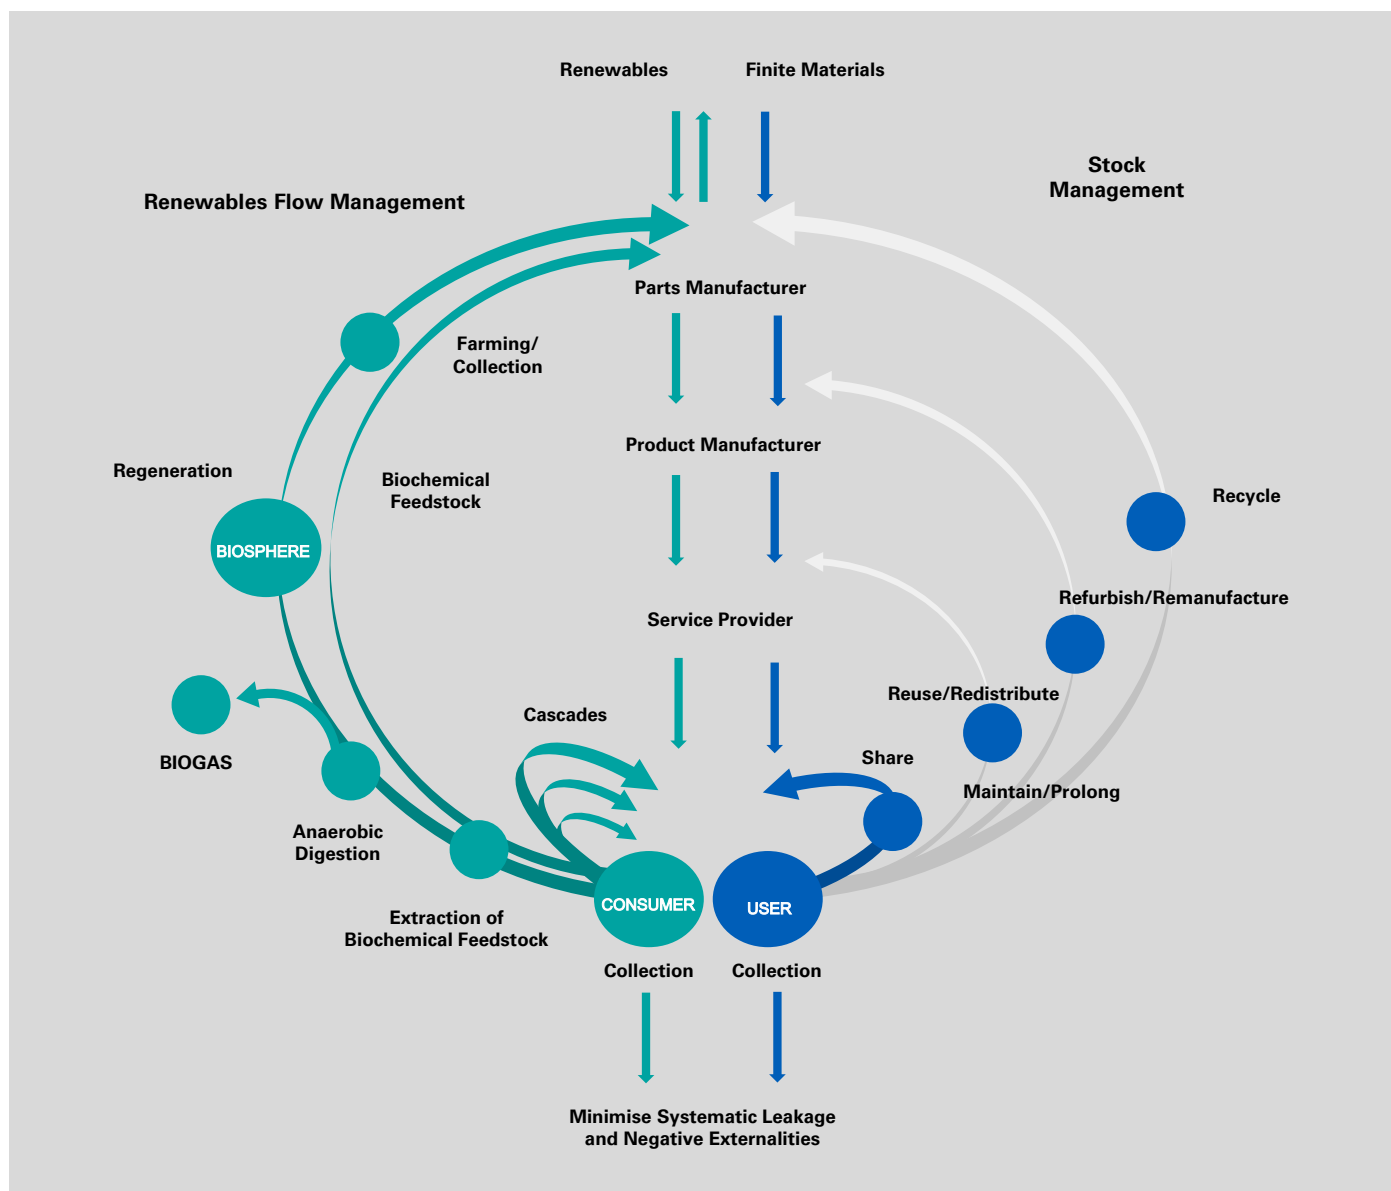 Renewables
Finite Materials
Stock
Management
Renewables Flow Management
Parts Manufacturer
Farming/
Collection
Product Manufacturer
Regeneration
Biochemical
Feedstock
Recycle
BIOSPHERE
Refurbish/Remanufacture
Service Provider
Reuse/Redistribute
Cascades
Share
BIOGAS
Maintain/Prolong
Anaerobic
Digestion
CONSUMER
USER
Extraction of
Biochemical Feedstock
Collection
Collection
Minimise Systematic Leakage
and Negative Externalities